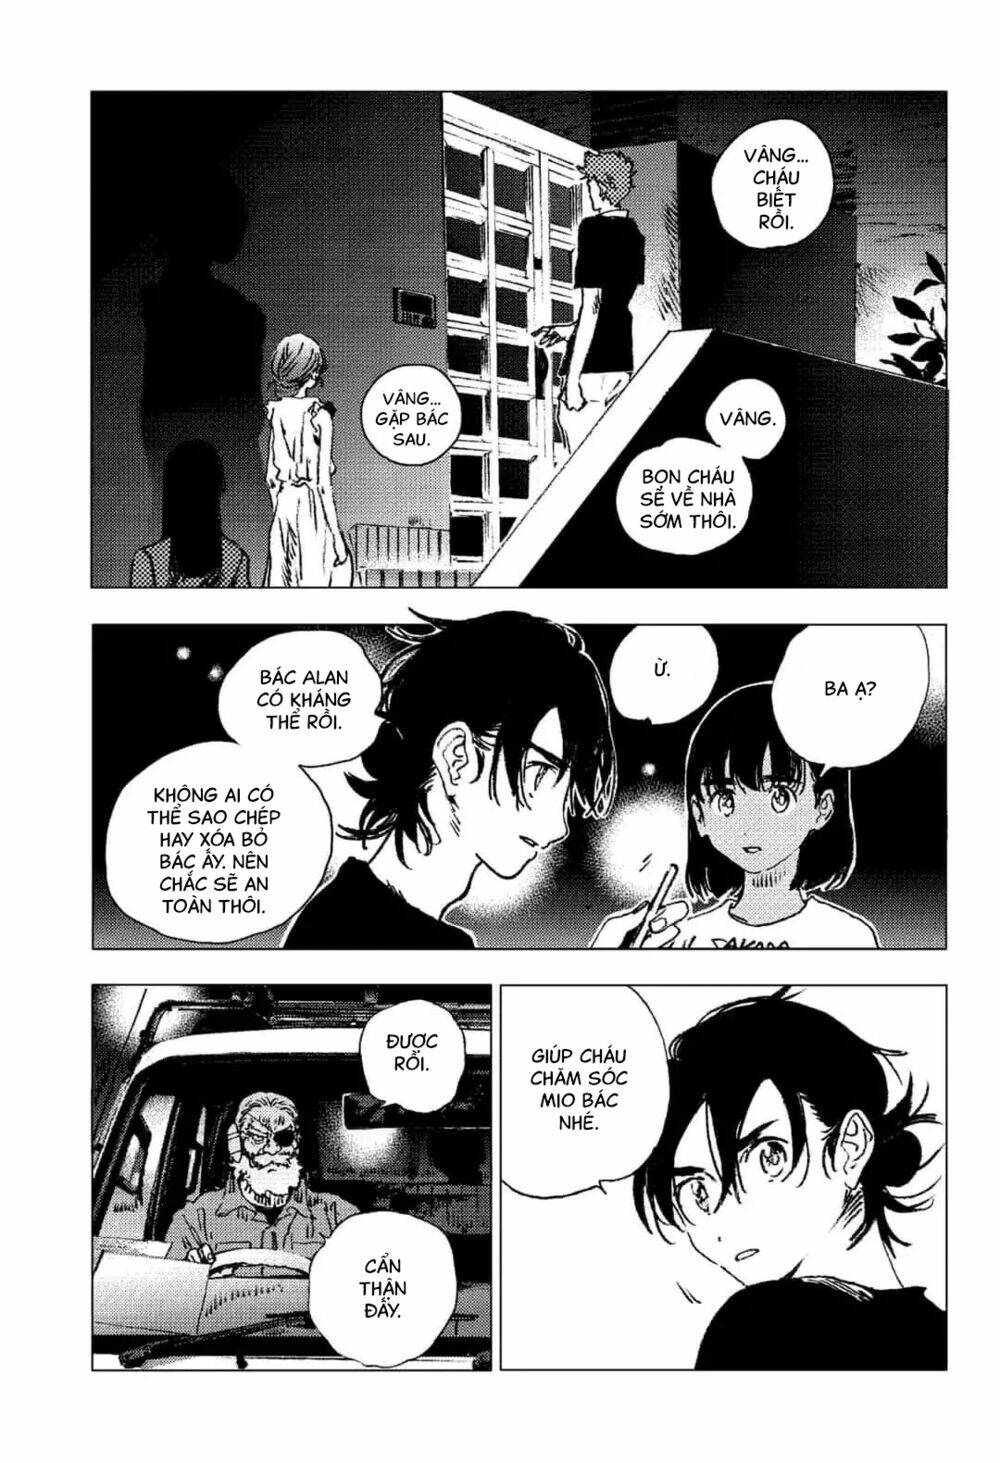 VÂNG...
CHÁU
BIẾT
RỒI.
VÂNG.
BỌN CHÁU
SẼ VỀ NHÀ
SỚM THÔI.
VÂNG...
GẶP BÁC
SAU.
BA Ạ?
Ừ.
BÁC ALAN
CÓ KHÁNG
THỂ RỒI.
KHÔNG AI CÓ
THỂ SAO CHÉP
HAY XÓA BỎ
BÁC ẤY. NÊN
CHẮC SẼ AN
TOÀN THÔI.
GIÚP CHÁU
CHĂM SÓC
MIO BÁC
NHÉ.
ĐƯỢC
RỒI.
CẨN
THẬN
ĐẤY.